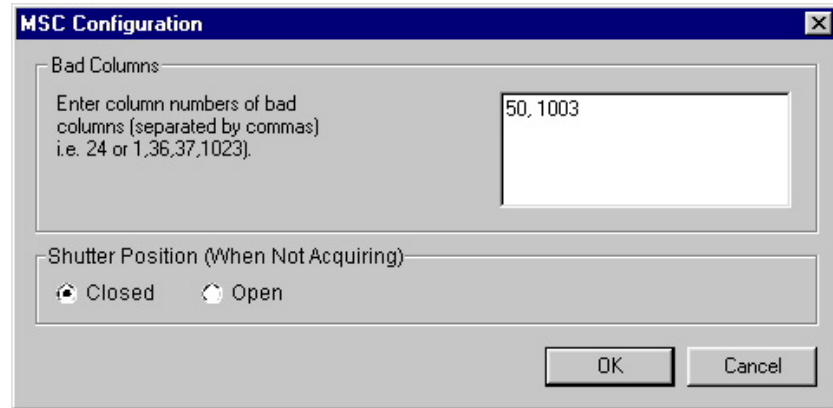 MSC Configuration
Bad Columns
Enter column numbers of bad
columns (separated by commas)
i.e. 24 or 1,36,37,1023).
50, 1003
Shutter Position (When Not Acquiring)
Closed Open
OK Cancel